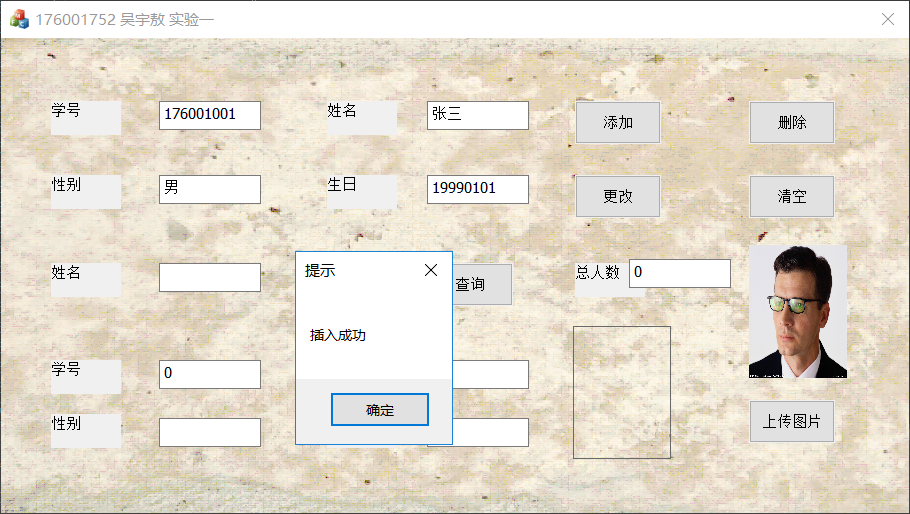 176001752 吴宇敖 实验一
学号 176001001 姓名 张三 添加 删除
性别 男 生日 19990101 更改 清空
姓名 查询 总人数 0
提示
插入成功
确定
学号 0
性别 上传图片